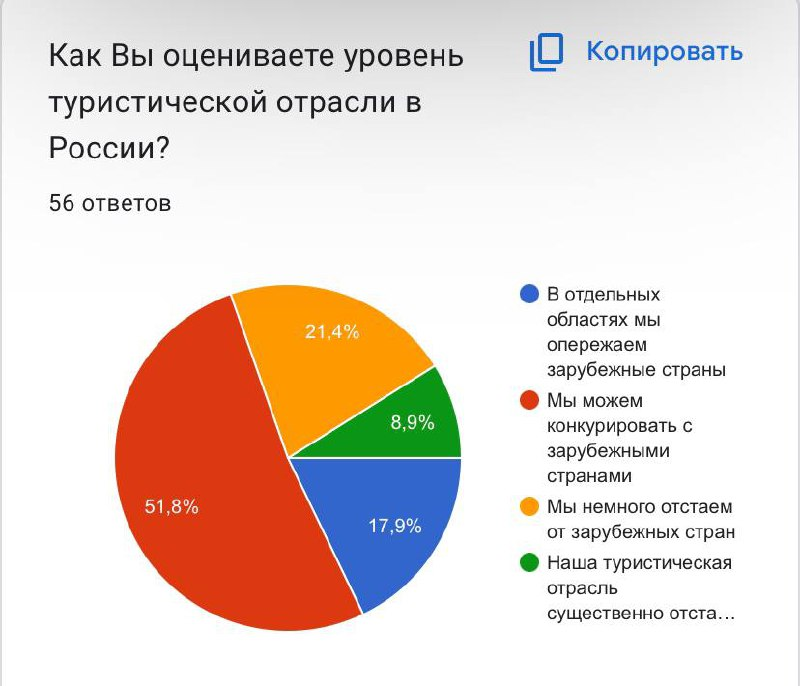 Как Вы оцениваете уровень
туристической отрасли в
России?
Копировать
56 ответов
21,4%
8,9%
51,8%
17,9%
В отдельных
областях мы
опережаем
зарубежные страны
Мы можем
конкурировать с
зарубежными
странами
Мы немного отстаем
от зарубежных стран
Наша туристическая
отрасль
существенно отста...